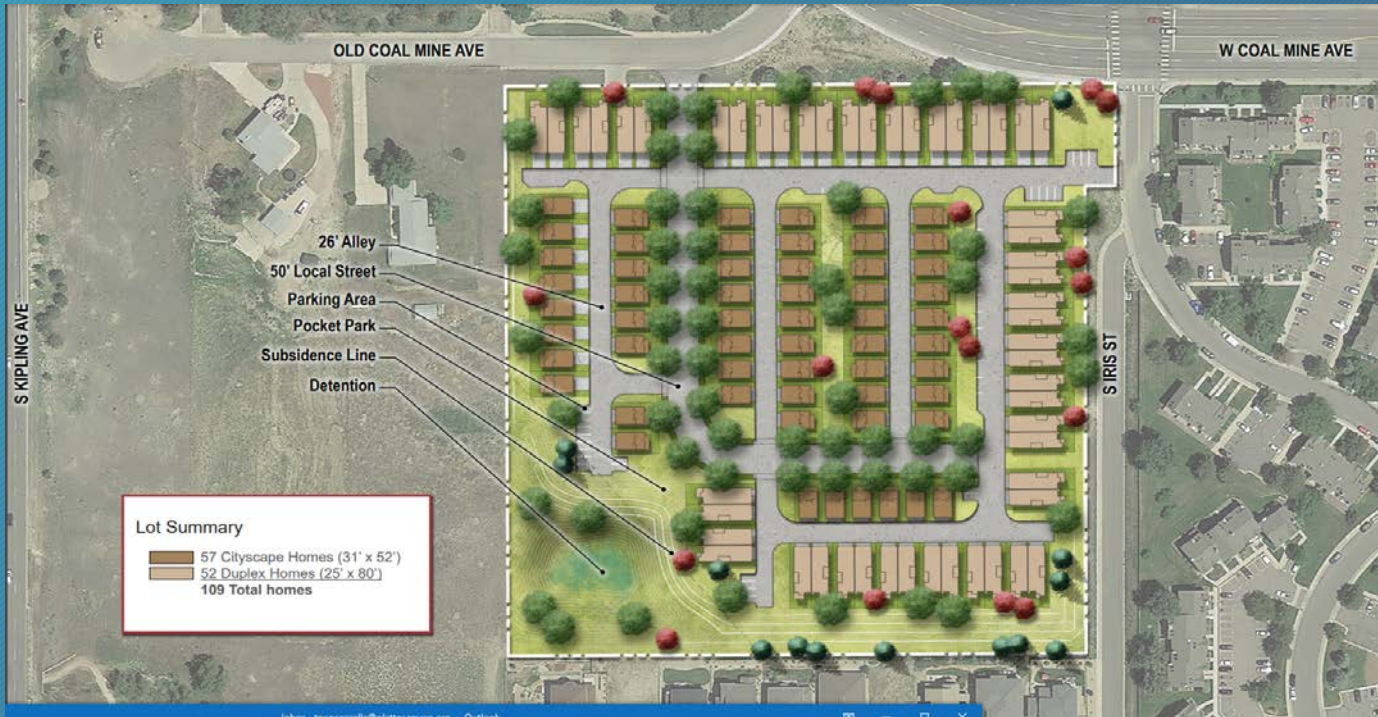 OLD COAL MINE AVE
W COAL MINE AVE
26' Alley
50' Local Street
Parking Area
Pocket Park
Subsidence Line
Detention
S KIPLING AVE
S IRIS ST
Lot Summary
57 Cityscape Homes (31' x 52')
52 Duplex Homes (25' x 80')
109 Total homes